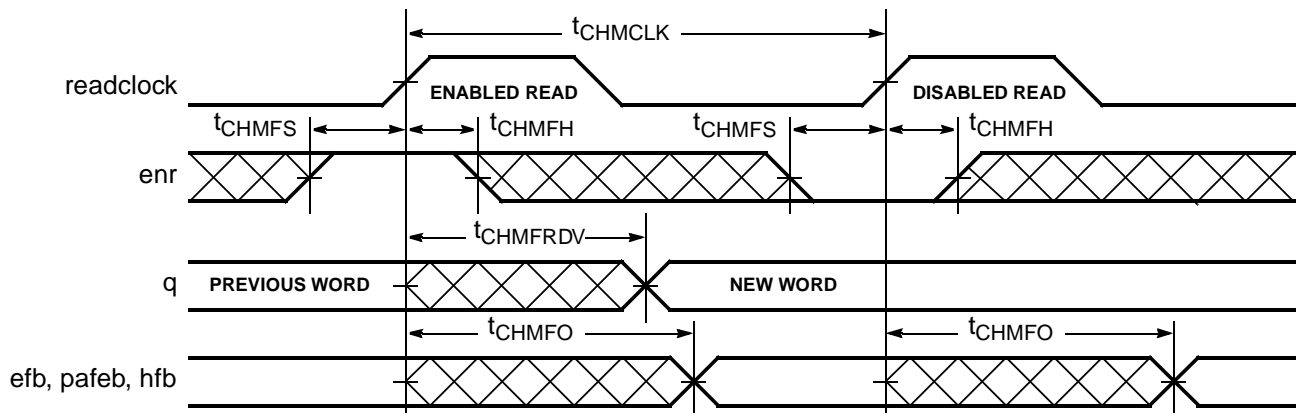 tCHMCLK
readclock
ENABLED READ
DISABLED READ
tCHMFS
tCHMFH
tCHMFS
tCHMFH
enr
tCHMFRDV
q
PREVIOUS WORD
NEW WORD
tCHMFO
tCHMFO
efb, pafeb, hfb